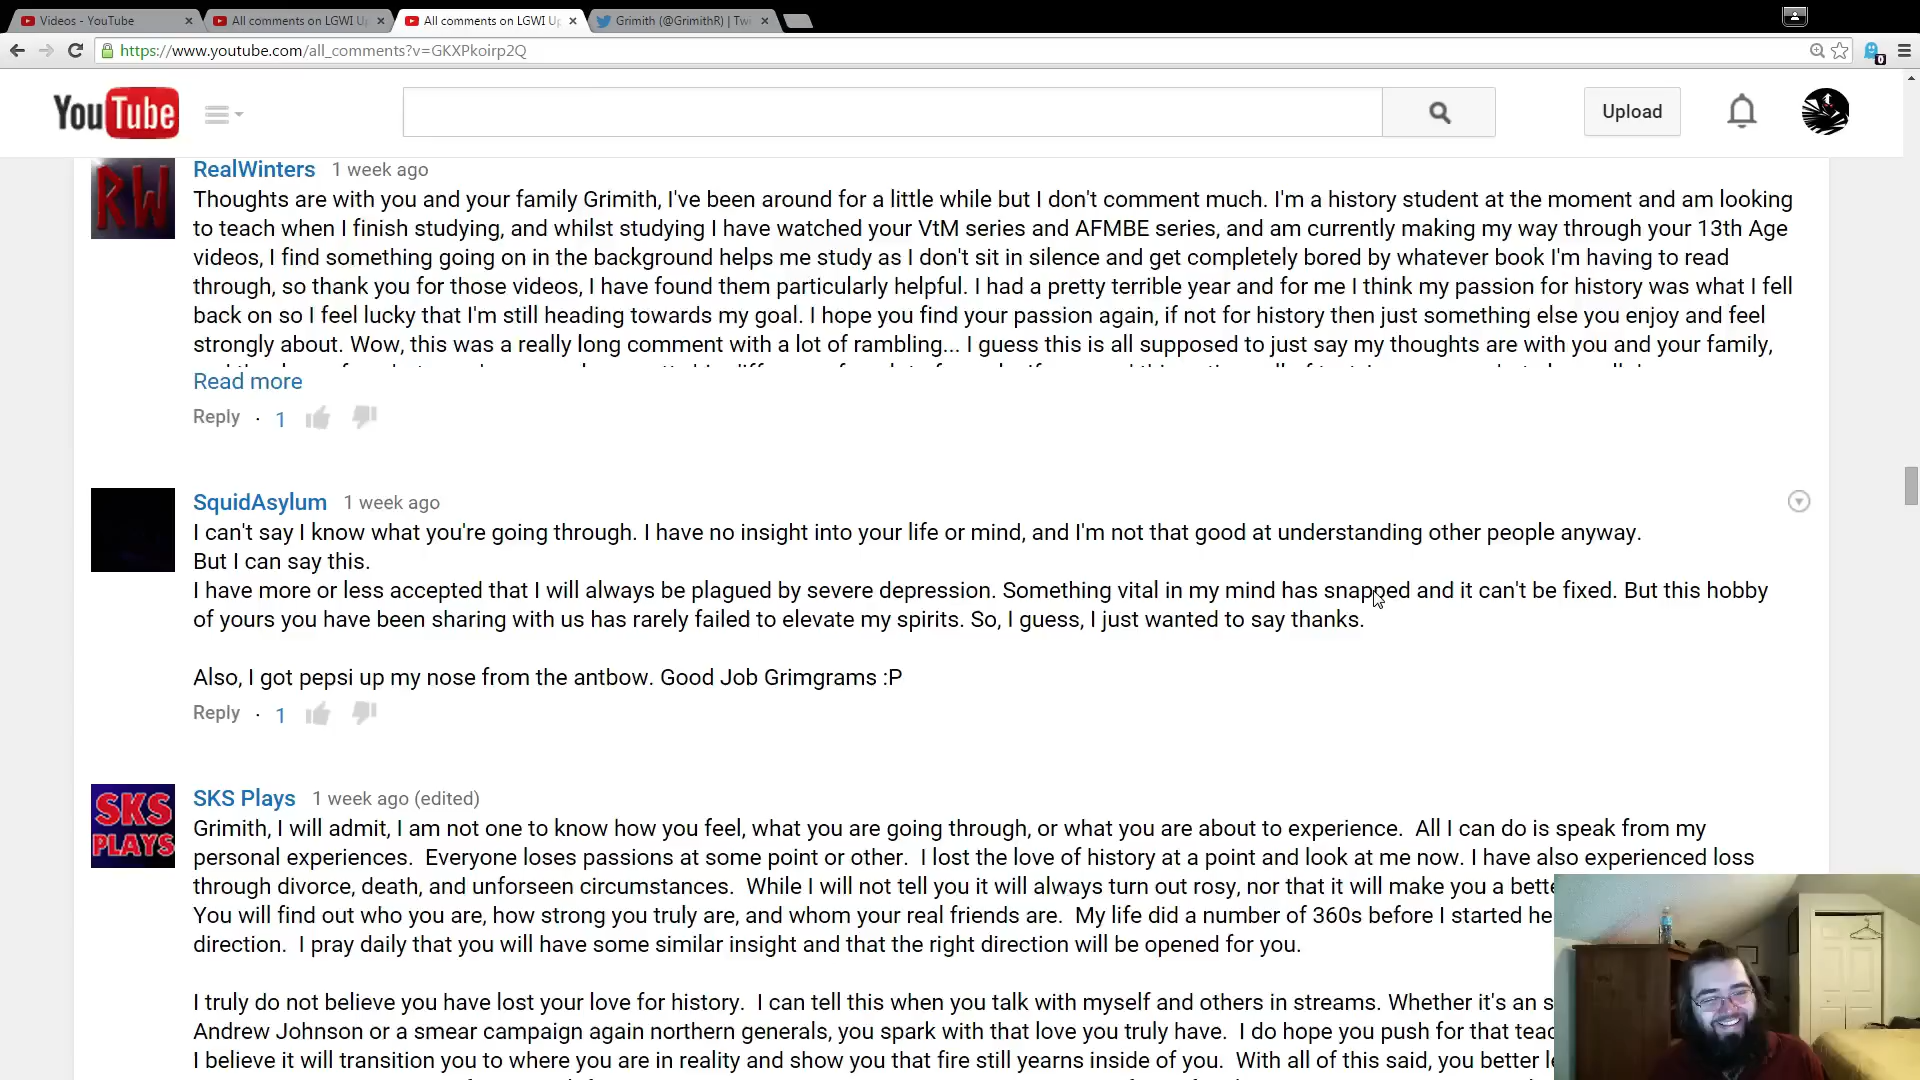 Videos - YouTube
All comments on LGWI Up
All comments on LGWI Up
Grimith (@GrimithR) | Tw
https://www.youtube.com/all_comments?v=GKXPkoirp2Q
0
YouTube
Upload
RW
RealWinters 1 week ago
Thoughts are with you and your family Grimith, I've been around for a little while but I don't comment much. I'm a history student at the moment and am looking
to teach when I finish studying, and whilst studying I have watched your VtM series and AFMBE series, and am currently making my way through your 13th Age
videos, I find something going on in the background helps me study as I don't sit in silence and get completely bored by whatever book I'm having to read
through, so thank you for those videos, I have found them particularly helpful. I had a pretty terrible year and for me I think my passion for history was what I fell
back on so I feel lucky that I'm still heading towards my goal. I hope you find your passion again, if not for history then just something else you enjoy and feel
strongly about. Wow, this was a really long comment with a lot of rambling... I guess this is all supposed to just say my thoughts are with you and your family,
Read more
Reply · 1
SquidAsylum 1 week ago
I can't say I know what you're going through. I have no insight into your life or mind, and I'm not that good at understanding other people anyway.
But I can say this.
I have more or less accepted that I will always be plagued by severe depression. Something vital in my mind has snapped and it can't be fixed. But this hobby
of yours you have been sharing with us has rarely failed to elevate my spirits. So, I guess, I just wanted to say thanks.
Also, I got pepsi up my nose from the antbow. Good Job Grimgrams :P
Reply · 1
SKS PLAYS
SKS Plays 1 week ago (edited)
Grimith, I will admit, I am not one to know how you feel, what you are going through, or what you are about to experience. All I can do is speak from my
personal experiences. Everyone loses passions at some point or other. I lost the love of history at a point and look at me now. I have also experienced loss
through divorce, death, and unforseen circumstances. While I will not tell you it will always turn out rosy, nor that it will make you a bette
You will find out who you are, how strong you truly are, and whom your real friends are. My life did a number of 360s before I started he
direction. I pray daily that you will have some similar insight and that the right direction will be opened for you.
I truly do not believe you have lost your love for history. I can tell this when you talk with myself and others in streams. Whether it's an s
Andrew Johnson or a smear campaign again northern generals, you spark with that love you truly have. I do hope you push for that teac
I believe it will transition you to where you are in reality and show you that fire still yearns inside of you. With all of this said, you better l